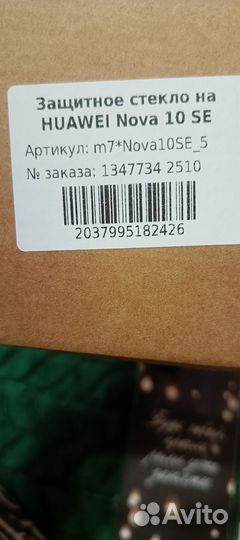 Защитное стекло на
HUAWEI Nova 10 SE
Артикул: m7*Nova10SE_5
№ заказа: 1347734 2510
2037995182426
Avito